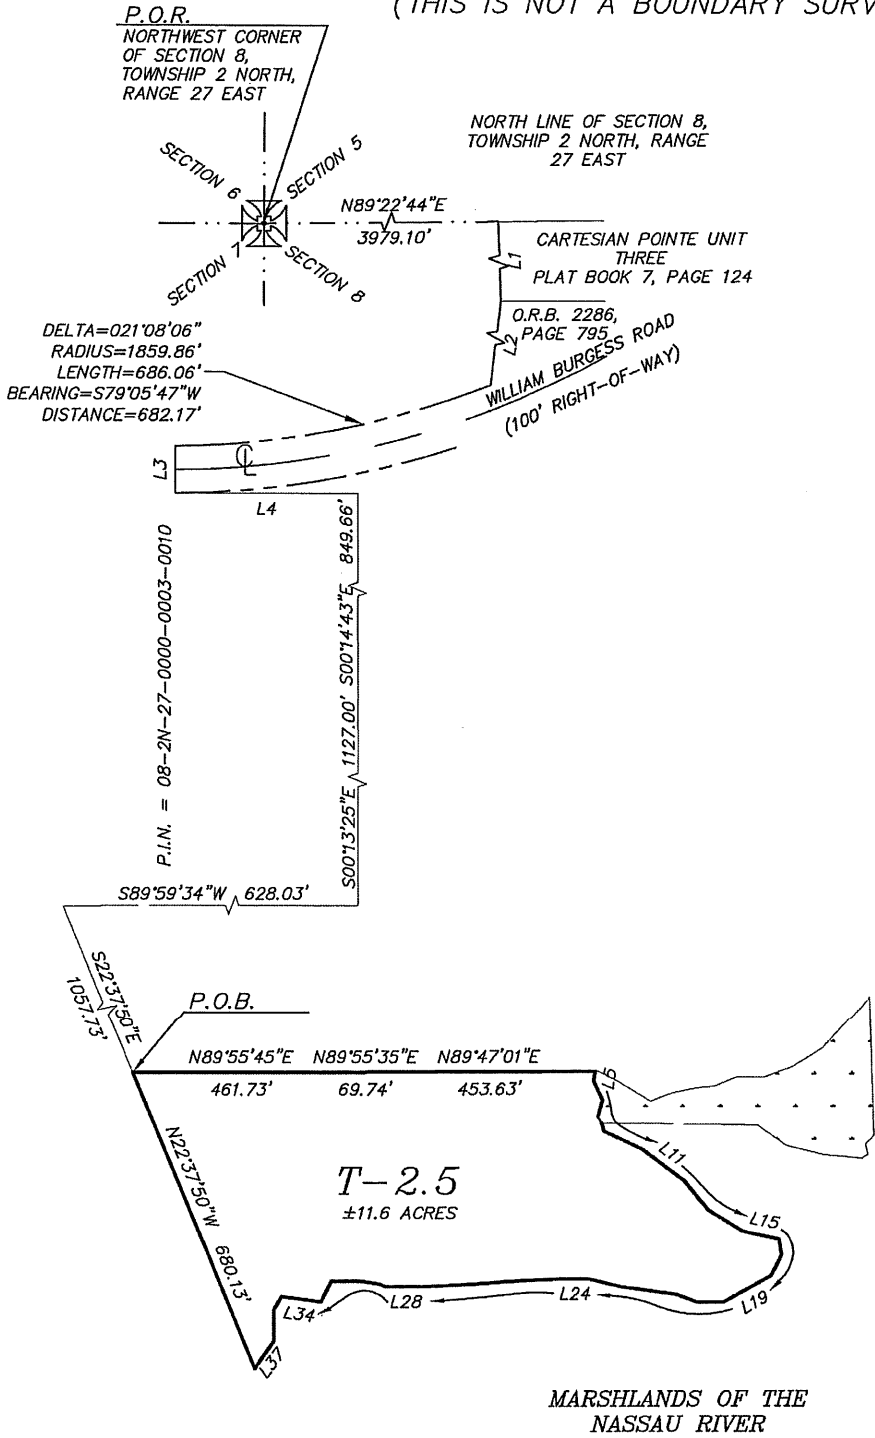 (THIS IS NOT A BOUNDARY SURV
P.O.R.
NORTHWEST CORNER
OF SECTION 8,
TOWNSHIP 2 NORTH,
RANGE 27 EAST
NORTH LINE OF SECTION 8,
TOWNSHIP 2 NORTH, RANGE
27 EAST
SECTION 6
SECTION 5
SECTION 7
SECTION 8
N89°22'44"E
3979.10'
L1
CARTESIAN POINTE UNIT
THREE
PLAT BOOK 7, PAGE 124
L2
O.R.B. 2286,
PAGE 795
WILLIAM BURGESS ROAD
(100' RIGHT-OF-WAY)
DELTA=021°08'06"
RADIUS=1859.86'
LENGTH=686.06'
BEARING=S79°05'47"W
DISTANCE=682.17'
L3
CL
L4
P.I.N. = 08-2N-27-0000-0003-0010
S00°14'43"E 849.66'
S00°13'25"E 1127.00'
S89°59'34"W 628.03'
S22°37'50"E
1057.73'
P.O.B.
N89°55'45"E N89°55'35"E N89°47'01"E
461.73' 69.74' 453.63'
L5
L11
L15
L19
L24
L28
L34
L37
N22°37'50"W 680.13'
T-2.5
±11.6 ACRES
MARSHLANDS OF THE
NASSAU RIVER